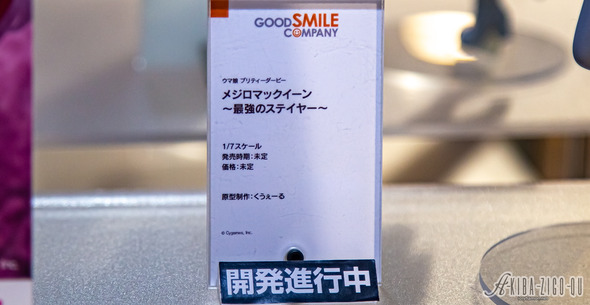 GOOD SMILE
COMPANY
ウマ娘 プリティーダービー
メジロマックイーン
～最強のステイヤー～
1/7スケール
発売時期：未定
価格：未定
原型制作：くうぇーる
© Cygames, Inc.
開発進行中
AKIBA-ZIGO-QU